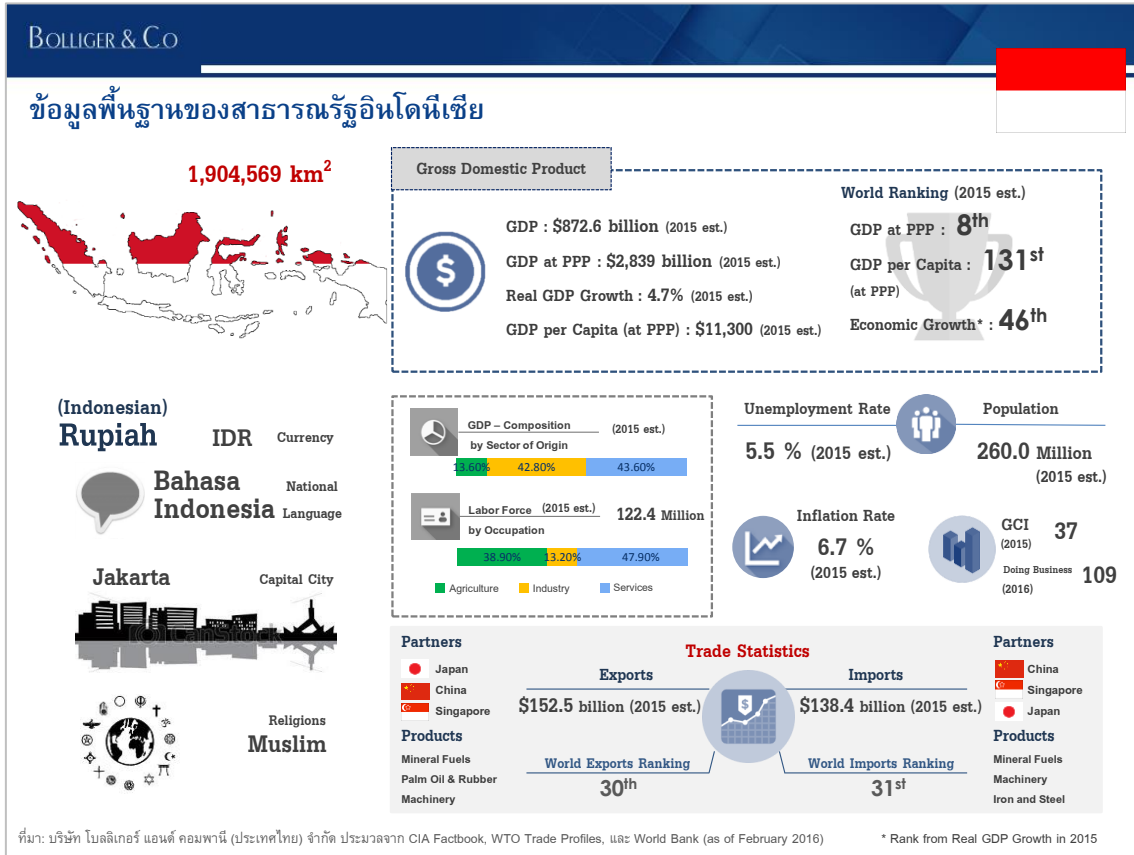 BOLLIGER & CO
ข้อมูลพื้นฐานของสาธารณรัฐอินโดนีเซีย
1,904,569 km²
Gross Domestic Product
GDP : $872.6 billion (2015 est.)
GDP at PPP : $2,839 billion (2015 est.)
Real GDP Growth : 4.7% (2015 est.)
GDP per Capita (at PPP) : $11,300 (2015 est.)
World Ranking (2015 est.)
GDP at PPP : 8th
GDP per Capita : 131st
(at PPP)
Economic Growth* : 46th
(Indonesian)
Rupiah IDR Currency
Bahasa Indonesia
National Language
Jakarta Capital City
CanStock
Religions
Muslim
GDP – Composition (2015 est.)
by Sector of Origin
13.60% 42.80% 43.60%
Labor Force (2015 est.) 122.4 Million
by Occupation
38.90% 13.20% 47.90%
Agriculture Industry Services
Unemployment Rate
5.5 % (2015 est.)
Population
260.0 Million
(2015 est.)
Inflation Rate
6.7 %
(2015 est.)
GCI 37
(2015)
Doing Business 109
(2016)
Trade Statistics
Partners
Japan
China
Singapore
Products
Mineral Fuels
Palm Oil & Rubber
Machinery
Exports
$152.5 billion (2015 est.)
World Exports Ranking
30th
Imports
$138.4 billion (2015 est.)
World Imports Ranking
31st
Partners
China
Singapore
Japan
Products
Mineral Fuels
Machinery
Iron and Steel
ที่มา: บริษัท โบลลิเกอร์ แอนด์ คอมพานี (ประเทศไทย) จำกัด ประมวลจาก CIA Factbook, WTO Trade Profiles, และ World Bank (as of February 2016)
* Rank from Real GDP Growth in 2015